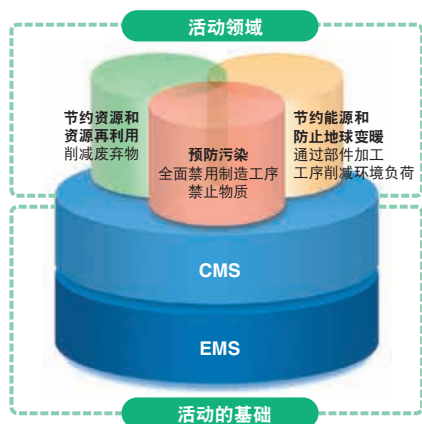 活动领域
节约资源和
资源再利用
削减废弃物
预防污染
全面禁用制造工序
禁止物质
节约能源和
防止地球变暖
通过部件加工
工序削减环境负荷
CMS
EMS
活动的基础